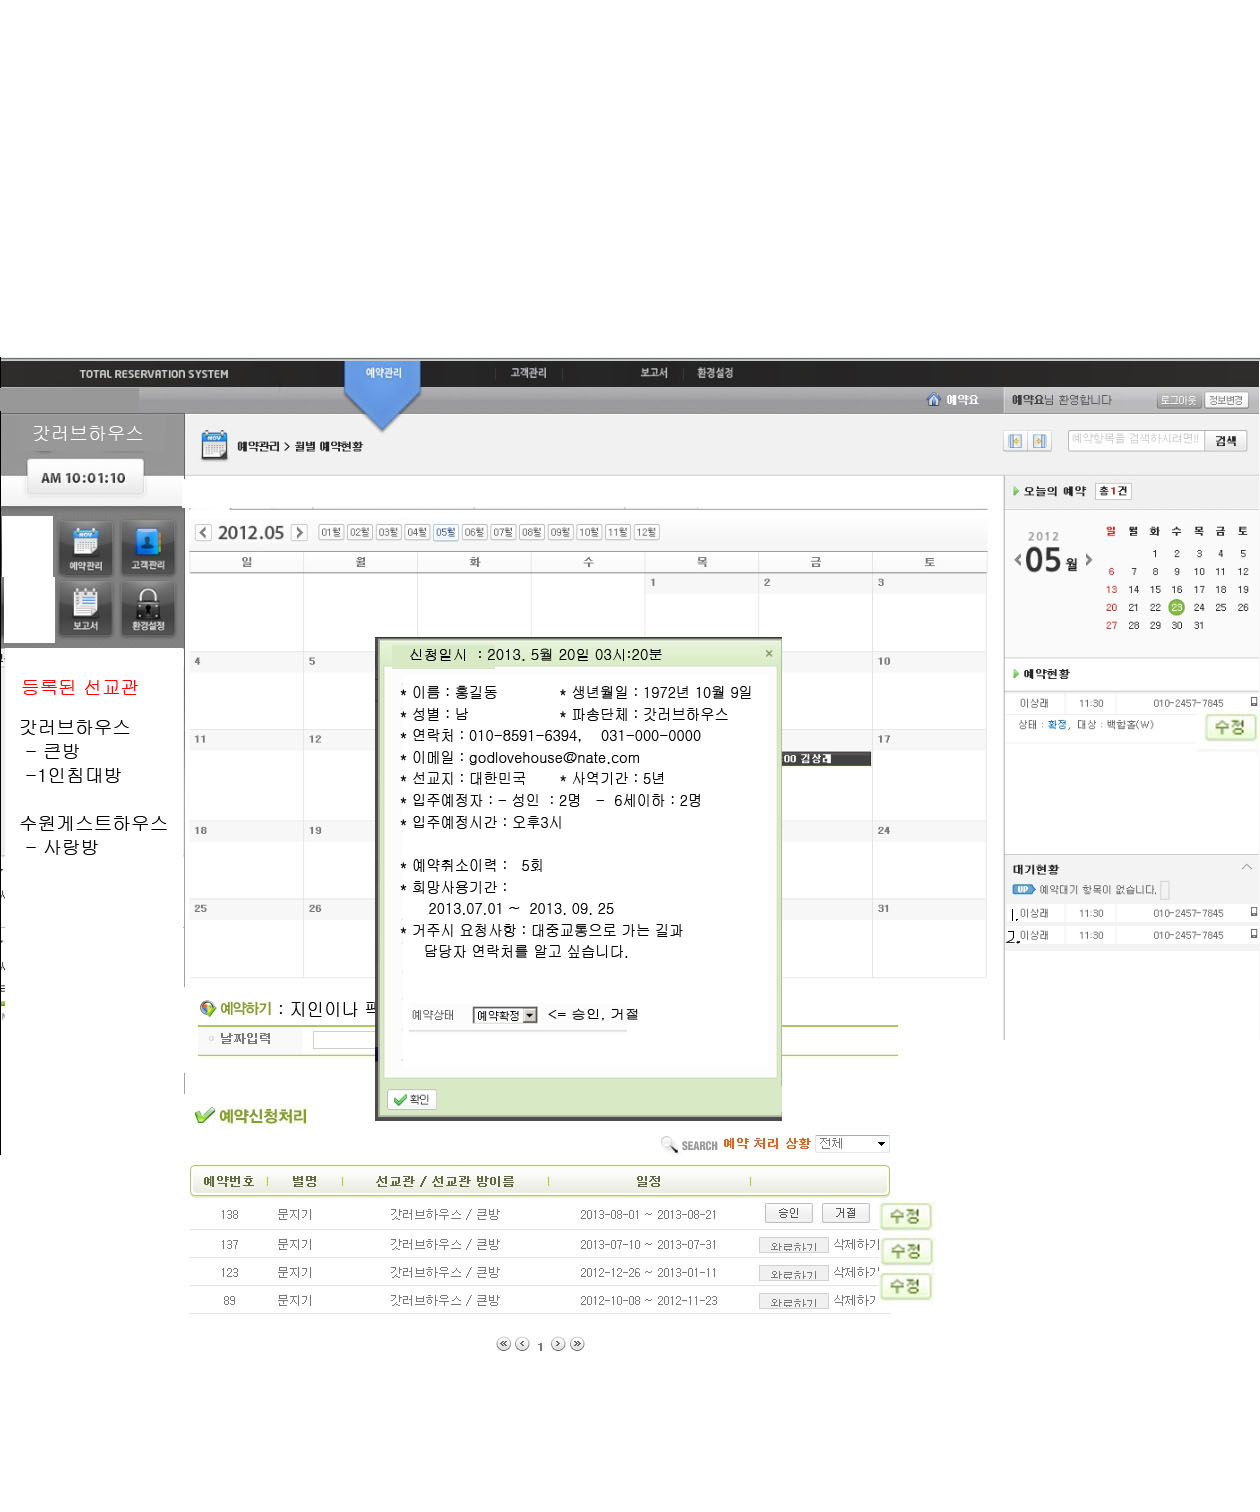 TOTAL RESERVATION SYSTEM 예약관리 고객관리 보고서 환경설정
예약요 예약요님 환영합니다 로그아웃 정보변경
갓러브하우스
AM 10:01:10
NOV 예약관리 > 월별 예약현황
예약항목을 검색하시려면!! 검색
NOV 예약관리 고객관리
보고서 환경설정
등록된 선교관
갓러브하우스
- 큰방
-1인침대방
수원게스트하우스
- 사랑방
2012.05 01월 02월 03월 04월 05월 06월 07월 08월 09월 10월 11월 12월
일 월 화 수 목 금 토
1 2 3
4 5 10
11 12 17
00 김상래
18 19 24
25 26 31
신청일시 : 2013. 5월 20일 03시:20분 ×
* 이름 : 홍길동 * 생년월일 : 1972년 10월 9일
* 성별 : 남 * 파송단체 : 갓러브하우스
* 연락처 : 010-8591-6394, 031-000-0000
* 이메일 : godlovehouse@nate.com
* 선교지 : 대한민국 * 사역기간 : 5년
* 입주예정자 : - 성인 : 2명 - 6세이하 : 2명
* 입주예정시간 : 오후3시
* 예약취소이력 : 5회
* 희망사용기간 :
2013.07.01 ~ 2013. 09. 25
* 거주시 요청사항 : 대중교통으로 가는 길과
담당자 연락처를 알고 싶습니다.
예약상태 예약확정 <= 승인, 거절
확인
예약하기 : 지인이나
날짜입력
예약신청처리
SEARCH 예약 처리 상황 전체
예약번호 별명 선교관 / 선교관 방이름 일정
138 문지기 갓러브하우스 / 큰방 2013-08-01 ~ 2013-08-21 승인 거절 수정
137 문지기 갓러브하우스 / 큰방 2013-07-10 ~ 2013-07-31 완료하기 삭제하기 수정
123 문지기 갓러브하우스 / 큰방 2012-12-26 ~ 2013-01-11 완료하기 삭제하기 수정
89 문지기 갓러브하우스 / 큰방 2012-10-08 ~ 2012-11-23 완료하기 삭제하기
1
오늘의 예약 총1건
2012
05월
일 월 화 수 목 금 토
1 2 3 4 5
6 7 8 9 10 11 12
13 14 15 16 17 18 19
20 21 22 23 24 25 26
27 28 29 30 31
예약현황
이상래 11:30 010-2457-7845
상태 : 확정, 대상 : 백합홀(W) 수정
대기현황
UP 예약대기 항목이 없습니다.
1. 이상래 11:30 010-2457-7845
2. 이상래 11:30 010-2457-7845